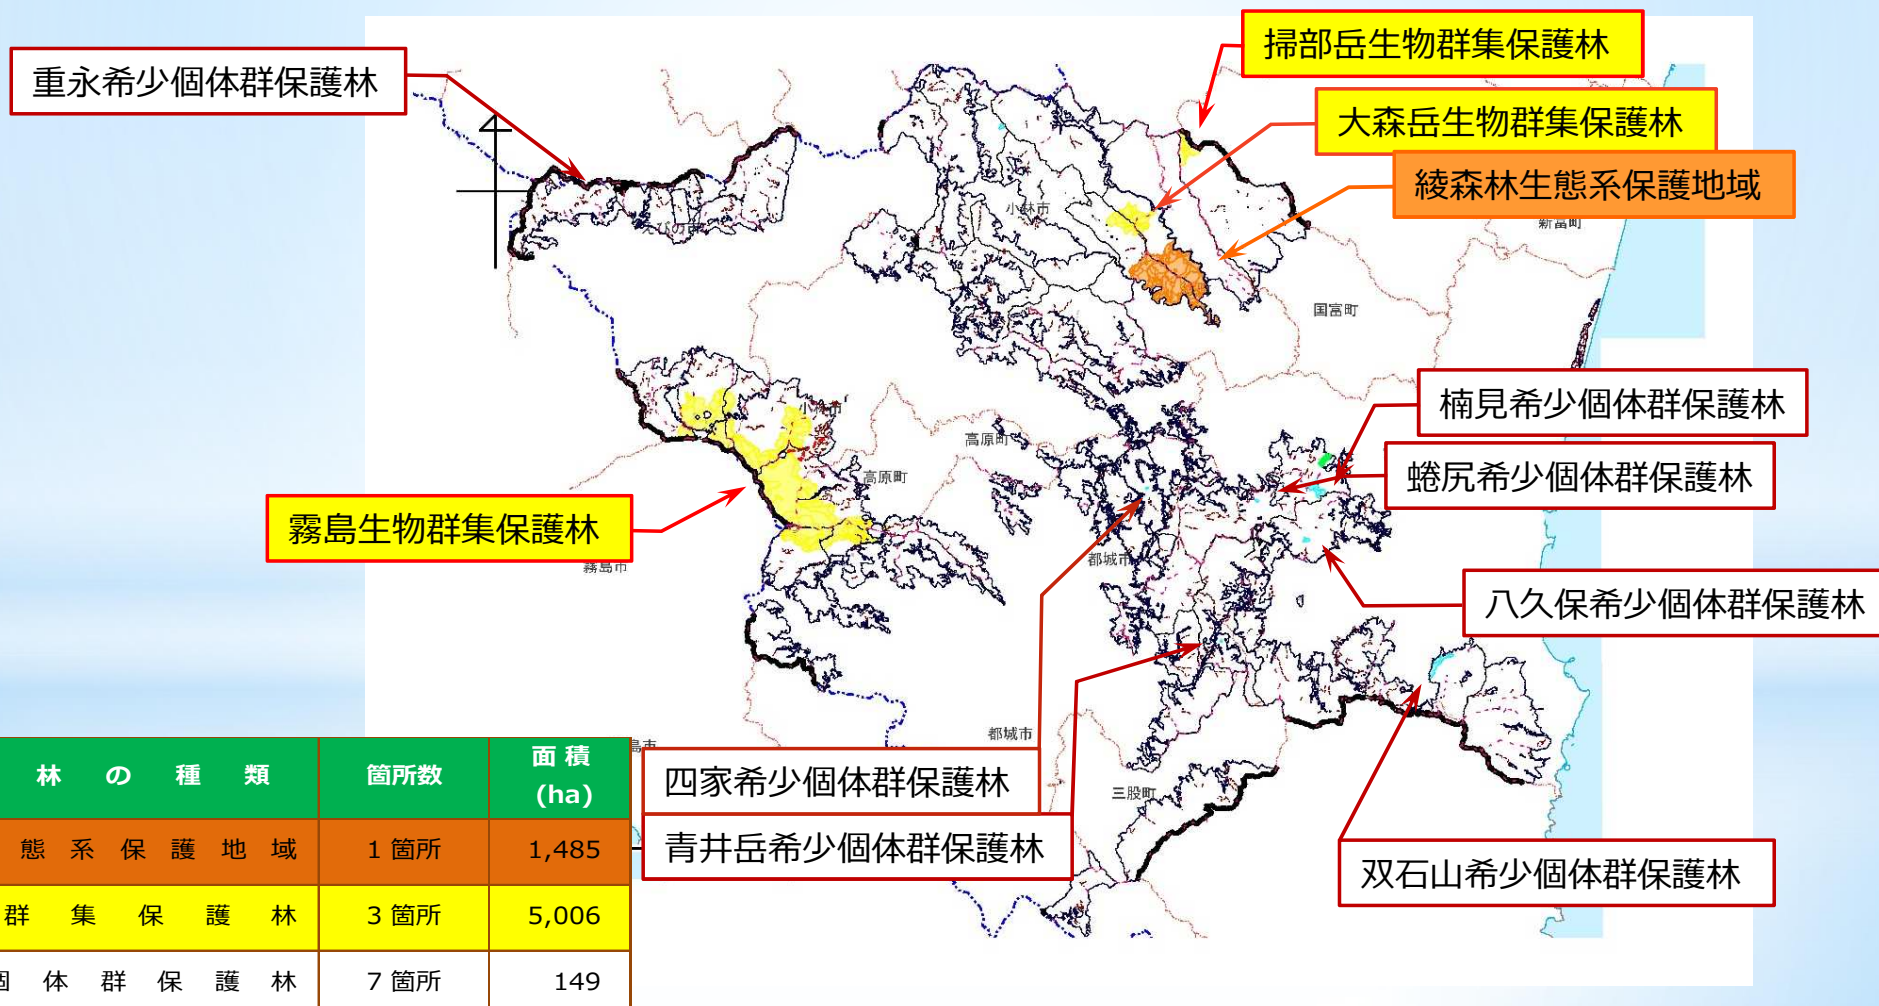 掃部岳生物群集保護林
重永希少個体群保護林
大森岳生物群集保護林
綾森林生態系保護地域
小林市
新富町
国富町
楠見希少個体群保護林
小林市
高原町
蜷尻希少個体群保護林
高原町
霧島生物群集保護林
都城市
霧島市
八久保希少個体群保護林
都城市
島市
四家希少個体群保護林
三股町
青井岳希少個体群保護林
双石山希少個体群保護林
林の種類 箇所数 面積(ha)
態系保護地域 1箇所 1,485
群集保護林 3箇所 5,006
個体群保護林 7箇所 149